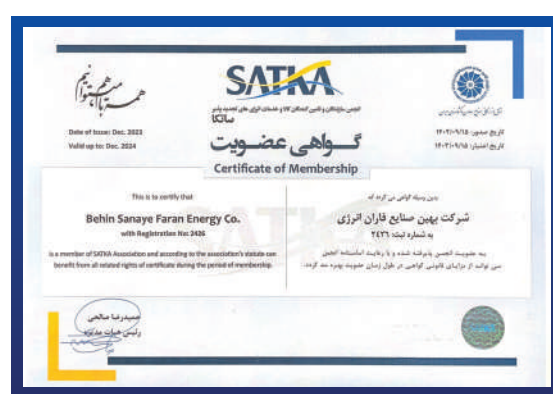 SATKA
انجمن سازندگان و تامین کنندگان کالا و خدمات انرژی های تجدید پذیر
ساتکا
Date of Issue: Dec. 2023
Valid up to: Dec. 2024
تاریخ صدور: ۱۴۰۲/۰۹/۱۵
تاریخ اعتبار: ۱۴۰۳/۰۹/۱۵
گــواهی عضــویت
Certificate of Membership
This is to certify that
Behin Sanaye Faran Energy Co.
with Registration No: 2426
is a member of SATKA Association and according to the association's statute can
benefit from all related rights of certificate during the period of membership.
بدین وسیله گواهی می گردد که
شرکت بهین صنایع فاران انرژی
به شماره ثبت: ۲۴۲۶
به عضویت انجمن پذیرفته شده و با رعایت اساسنامه انجمن
می تواند از مزایای قانونی گواهی در طول زمان عضویت بهره مند گردد.
حمیدرضا صالحی
رئیس هیات مدیره